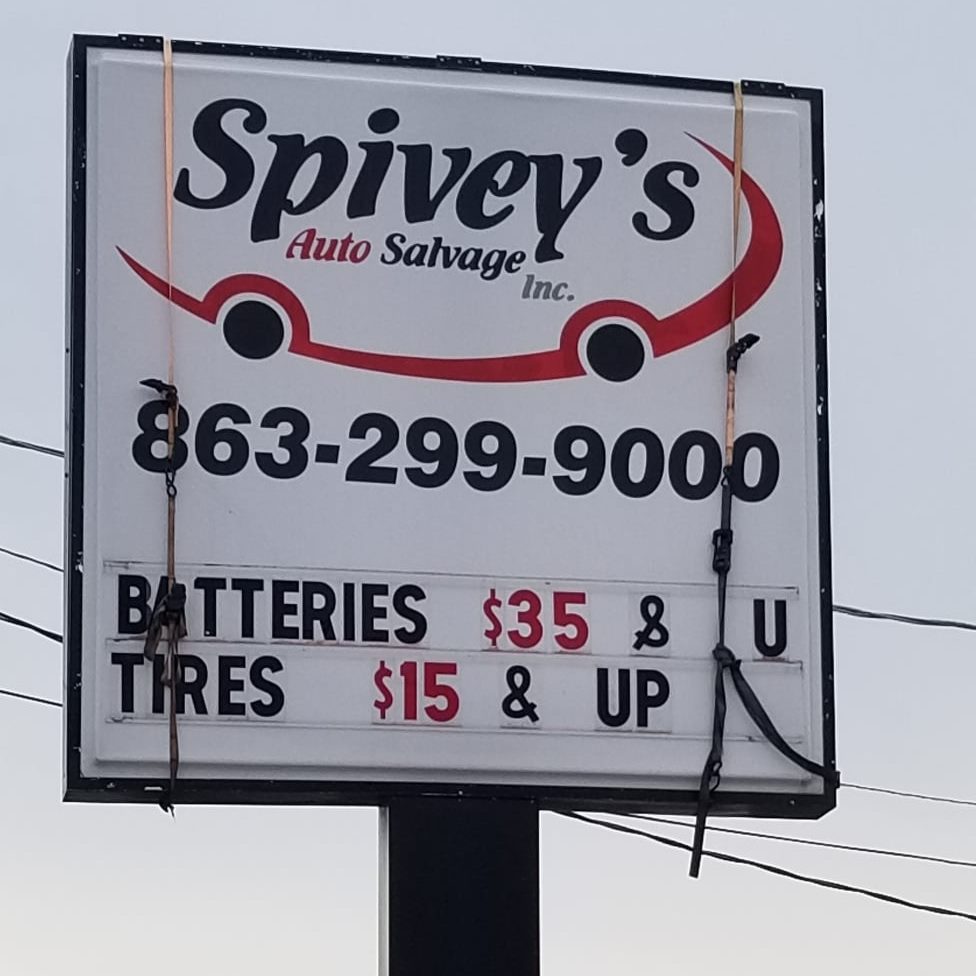 Spivey's
Auto Salvage
Inc.
863-299-9000
BATTERIES $35 & U
TIRES $15 & UP